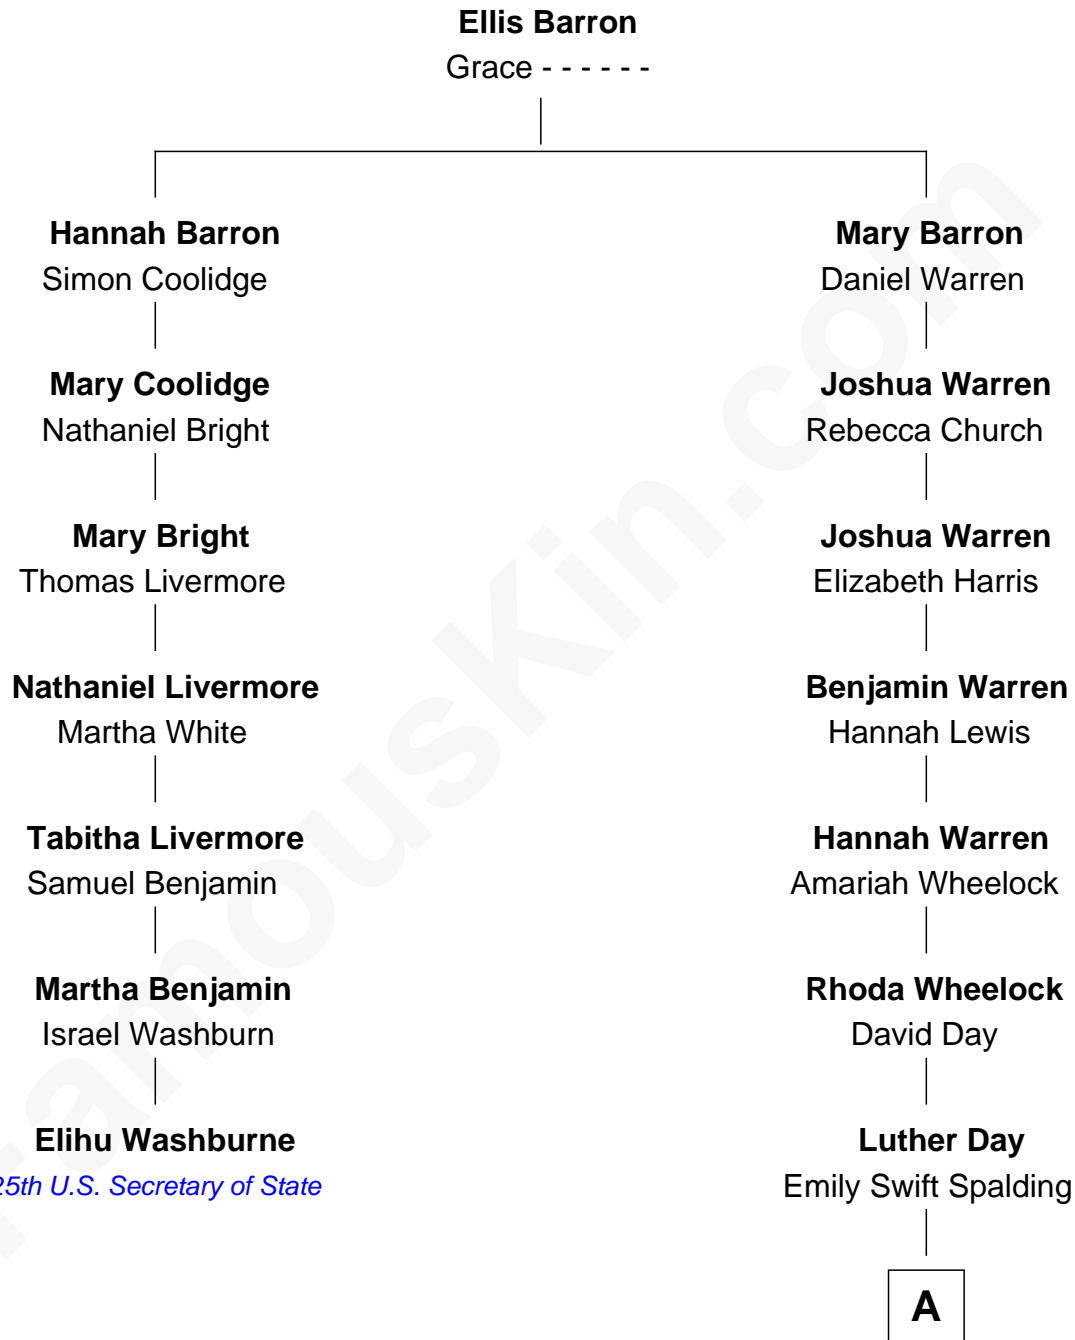 Ellis Barron
Grace - - - - - -
Hannah Barron
Simon Coolidge
Mary Barron
Daniel Warren
Mary Coolidge
Nathaniel Bright
Joshua Warren
Rebecca Church
Mary Bright
Thomas Livermore
Joshua Warren
Elizabeth Harris
Nathaniel Livermore
Martha White
Benjamin Warren
Hannah Lewis
Tabitha Livermore
Samuel Benjamin
Hannah Warren
Amariah Wheelock
Martha Benjamin
Israel Washburn
Rhoda Wheelock
David Day
Elihu Washburne
25th U.S. Secretary of State
Luther Day
Emily Swift Spalding
A
FamousKin.com